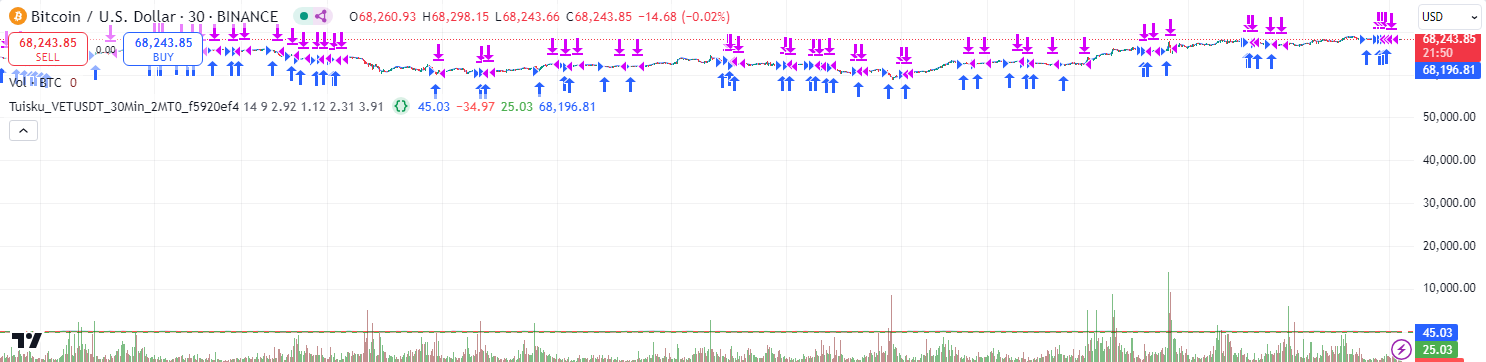 Bitcoin / U.S. Dollar · 30 · BINANCE O68,260.93 H68,298.15 L68,243.66 C68,243.85 −14.68 (−0.02%)
USD
68,243.85
SELL
0.00
68,243.85
BUY
Vol · BTC 0
Tuisku_VETUSDT_30Min_2MT0_f5920ef4 14 9 2.92 1.12 2.31 3.91 {} 45.03 −34.97 25.03 68,196.81
68,243.85
21:50
68,196.81
50,000.00
40,000.00
30,000.00
20,000.00
10,000.00
45.03
25.03